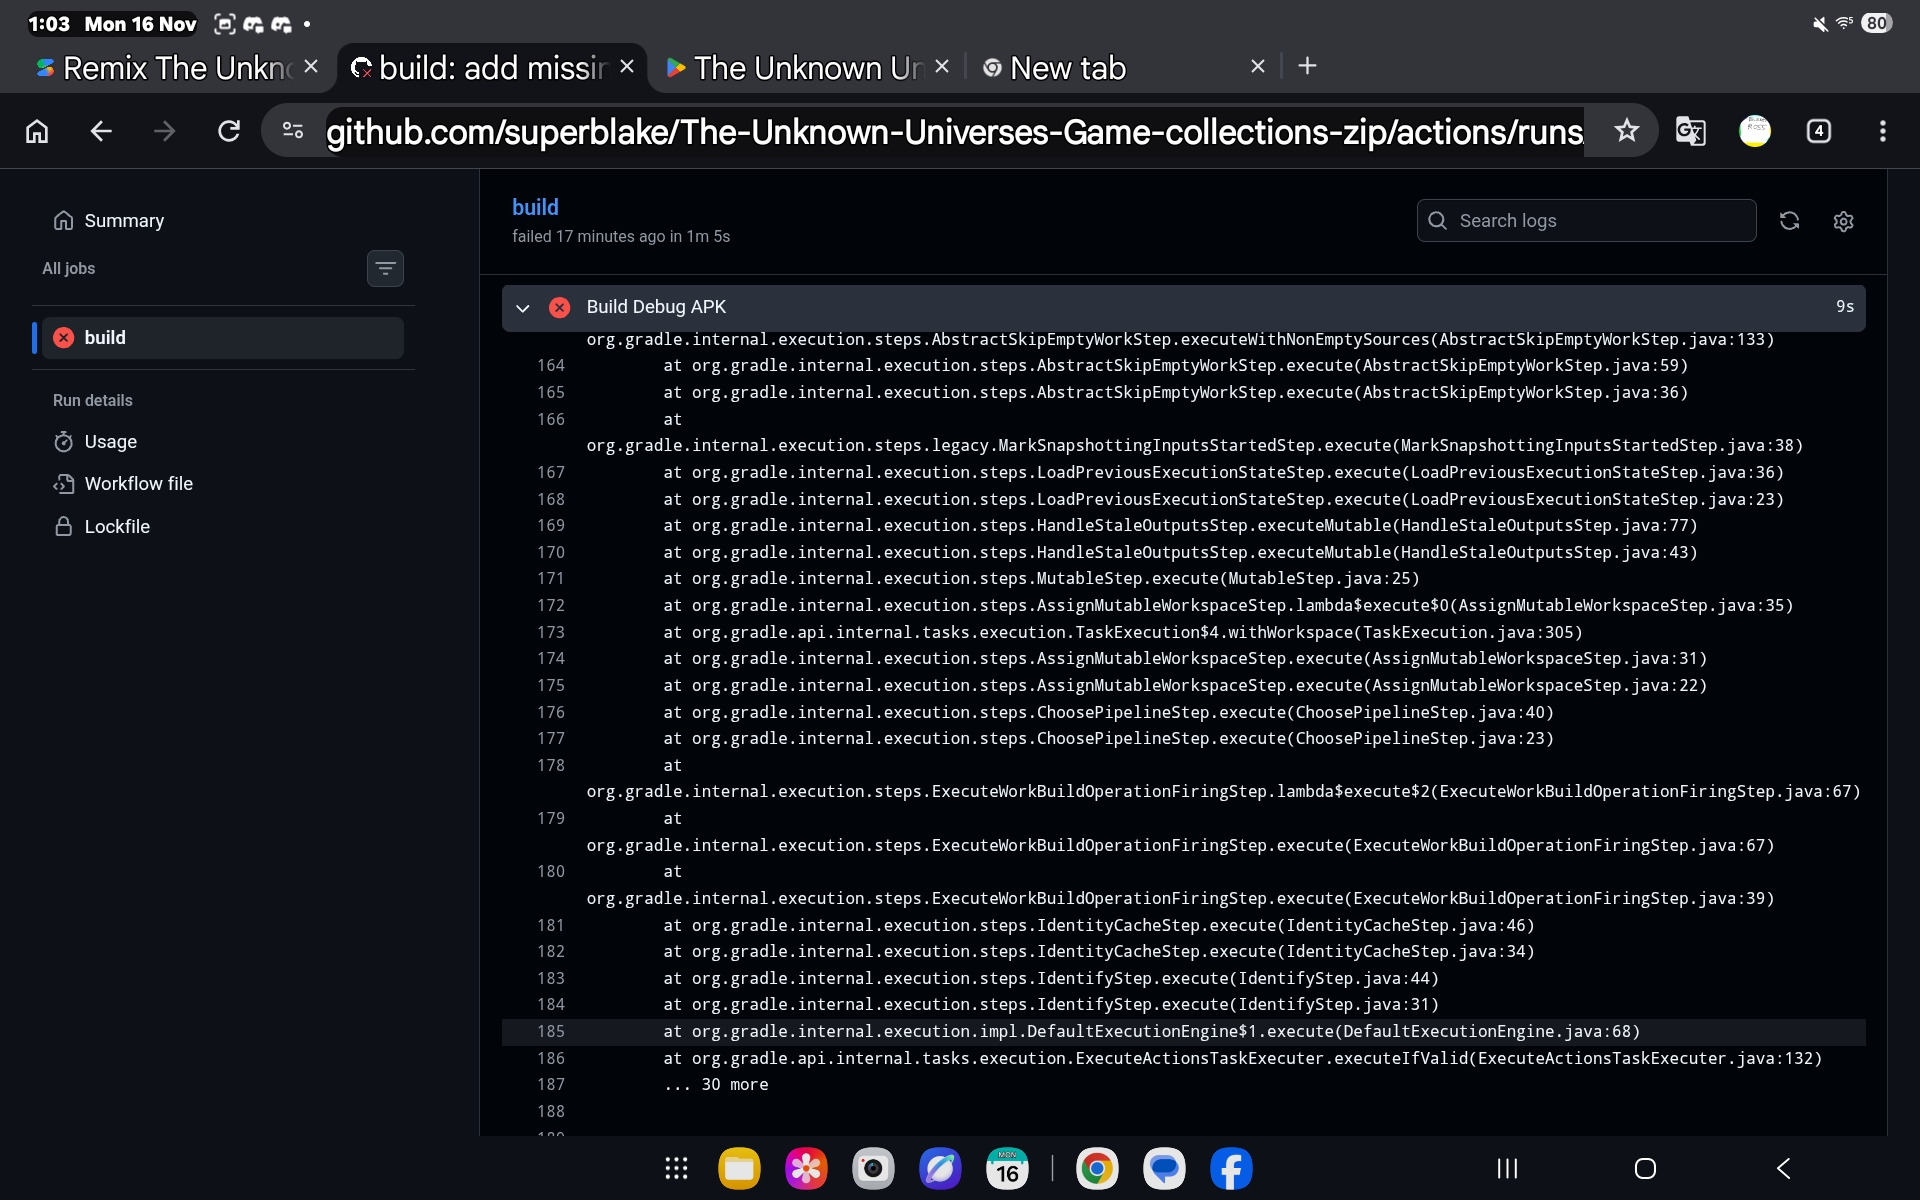 1:03 Mon 16 Nov
80
Remix The Unkno
build: add missin
The Unknown Un
New tab
github.com/superblake/The-Unknown-Universes-Game-collections-zip/actions/runs/
4
Summary
All jobs
build
Run details
Usage
Workflow file
Lockfile
build
failed 17 minutes ago in 1m 5s
Search logs
Build Debug APK
9s
org.gradle.internal.execution.steps.AbstractSkipEmptyWorkStep.executeWithNonEmptySources(AbstractSkipEmptyWorkStep.java:133)
164 at org.gradle.internal.execution.steps.AbstractSkipEmptyWorkStep.execute(AbstractSkipEmptyWorkStep.java:59)
165 at org.gradle.internal.execution.steps.AbstractSkipEmptyWorkStep.execute(AbstractSkipEmptyWorkStep.java:36)
166 at
org.gradle.internal.execution.steps.legacy.MarkSnapshottingInputsStartedStep.execute(MarkSnapshottingInputsStartedStep.java:38)
167 at org.gradle.internal.execution.steps.LoadPreviousExecutionStateStep.execute(LoadPreviousExecutionStateStep.java:36)
168 at org.gradle.internal.execution.steps.LoadPreviousExecutionStateStep.execute(LoadPreviousExecutionStateStep.java:23)
169 at org.gradle.internal.execution.steps.HandleStaleOutputsStep.executeMutable(HandleStaleOutputsStep.java:77)
170 at org.gradle.internal.execution.steps.HandleStaleOutputsStep.executeMutable(HandleStaleOutputsStep.java:43)
171 at org.gradle.internal.execution.steps.MutableStep.execute(MutableStep.java:25)
172 at org.gradle.internal.execution.steps.AssignMutableWorkspaceStep.lambda$execute$0(AssignMutableWorkspaceStep.java:35)
173 at org.gradle.api.internal.tasks.execution.TaskExecution$4.withWorkspace(TaskExecution.java:305)
174 at org.gradle.internal.execution.steps.AssignMutableWorkspaceStep.execute(AssignMutableWorkspaceStep.java:31)
175 at org.gradle.internal.execution.steps.AssignMutableWorkspaceStep.execute(AssignMutableWorkspaceStep.java:22)
176 at org.gradle.internal.execution.steps.ChoosePipelineStep.execute(ChoosePipelineStep.java:40)
177 at org.gradle.internal.execution.steps.ChoosePipelineStep.execute(ChoosePipelineStep.java:23)
178 at
org.gradle.internal.execution.steps.ExecuteWorkBuildOperationFiringStep.lambda$execute$2(ExecuteWorkBuildOperationFiringStep.java:67)
179 at
org.gradle.internal.execution.steps.ExecuteWorkBuildOperationFiringStep.execute(ExecuteWorkBuildOperationFiringStep.java:67)
180 at
org.gradle.internal.execution.steps.ExecuteWorkBuildOperationFiringStep.execute(ExecuteWorkBuildOperationFiringStep.java:39)
181 at org.gradle.internal.execution.steps.IdentityCacheStep.execute(IdentityCacheStep.java:46)
182 at org.gradle.internal.execution.steps.IdentityCacheStep.execute(IdentityCacheStep.java:34)
183 at org.gradle.internal.execution.steps.IdentifyStep.execute(IdentifyStep.java:44)
184 at org.gradle.internal.execution.steps.IdentifyStep.execute(IdentifyStep.java:31)
185 at org.gradle.internal.execution.impl.DefaultExecutionEngine$1.execute(DefaultExecutionEngine.java:68)
186 at org.gradle.api.internal.tasks.execution.ExecuteActionsTaskExecuter.executeIfValid(ExecuteActionsTaskExecuter.java:132)
187 ... 30 more
188
MON
16